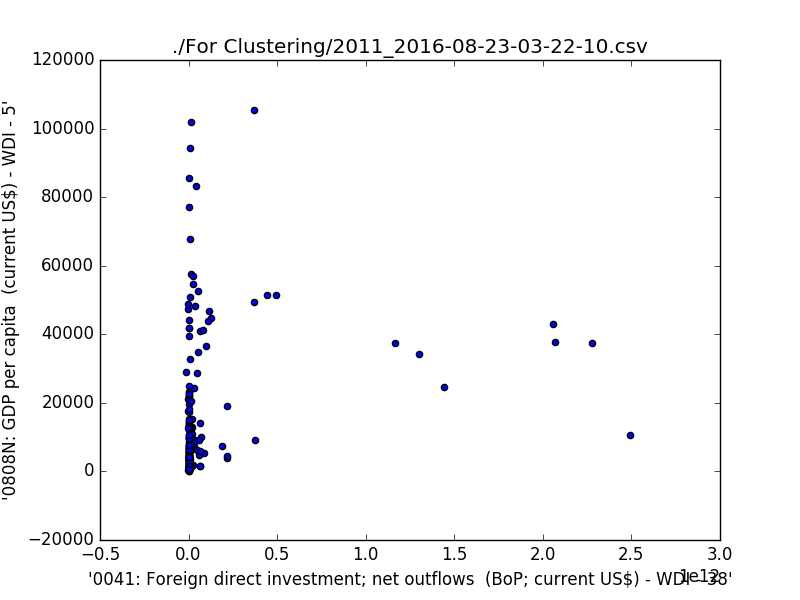 ./For Clustering/2011_2016-08-23-03-22-10.csv
120000
100000
80000
60000
40000
20000
0
−20000
'0808N: GDP per capita  (current US$) - WDI - 5'
−0.5 0.0 0.5 1.0 1.5 2.0 2.5 3.0
1e12
'0041: Foreign direct investment; net outflows  (BoP; current US$) - WDI - 38'